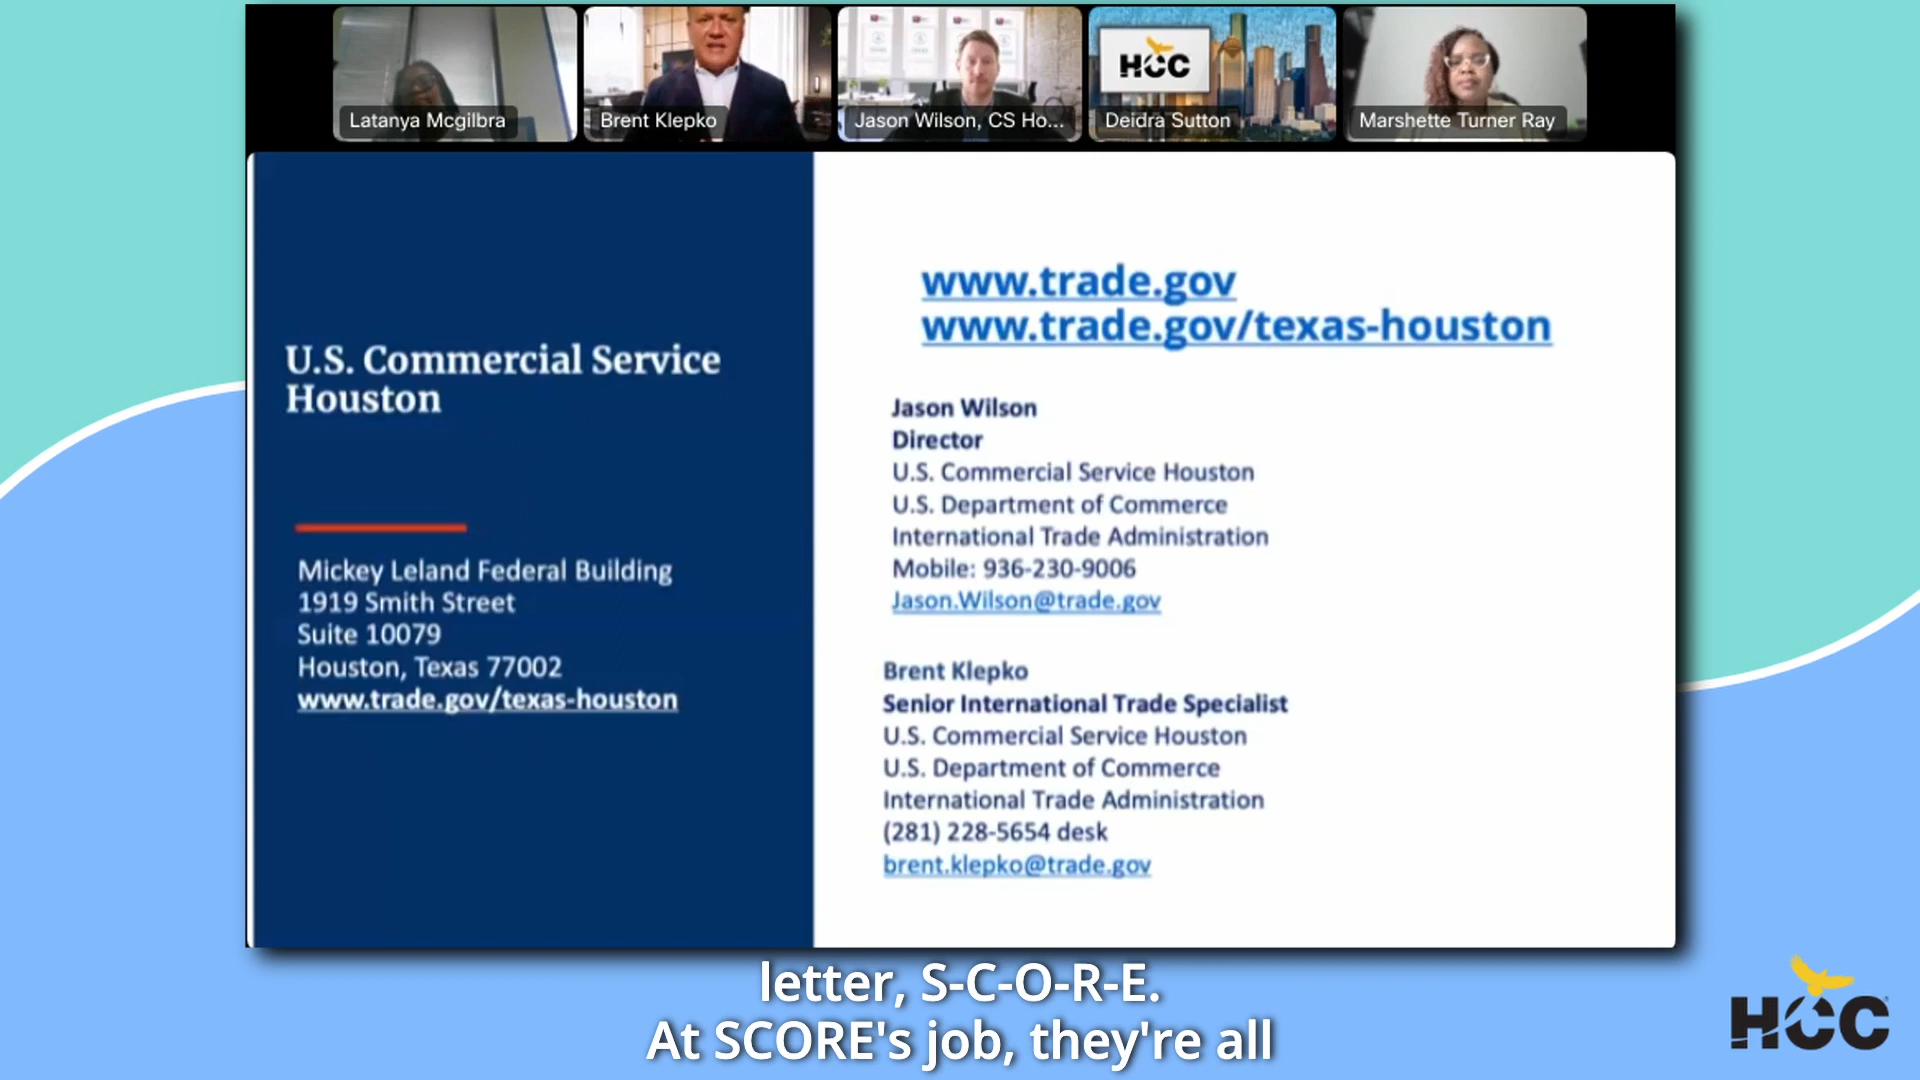 Latanya Mcgilbra
Brent Klepko
Jason Wilson, CS Ho...
HCC
Deidra Sutton
Marshette Turner Ray
U.S. Commercial Service
Houston
Mickey Leland Federal Building
1919 Smith Street
Suite 10079
Houston, Texas 77002
www.trade.gov/texas-houston
www.trade.gov
www.trade.gov/texas-houston
Jason Wilson
Director
U.S. Commercial Service Houston
U.S. Department of Commerce
International Trade Administration
Mobile: 936-230-9006
Jason.Wilson@trade.gov
Brent Klepko
Senior International Trade Specialist
U.S. Commercial Service Houston
U.S. Department of Commerce
International Trade Administration
(281) 228-5654 desk
brent.klepko@trade.gov
letter, S-C-O-R-E.
At SCORE's job, they're all
HCC